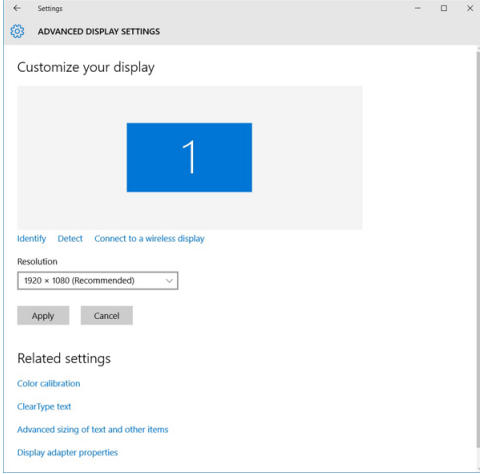 Settings
ADVANCED DISPLAY SETTINGS
Customize your display
1
Identify Detect Connect to a wireless display
Resolution
1920 × 1080 (Recommended)
Apply Cancel
Related settings
Color calibration
ClearType text
Advanced sizing of text and other items
Display adapter properties